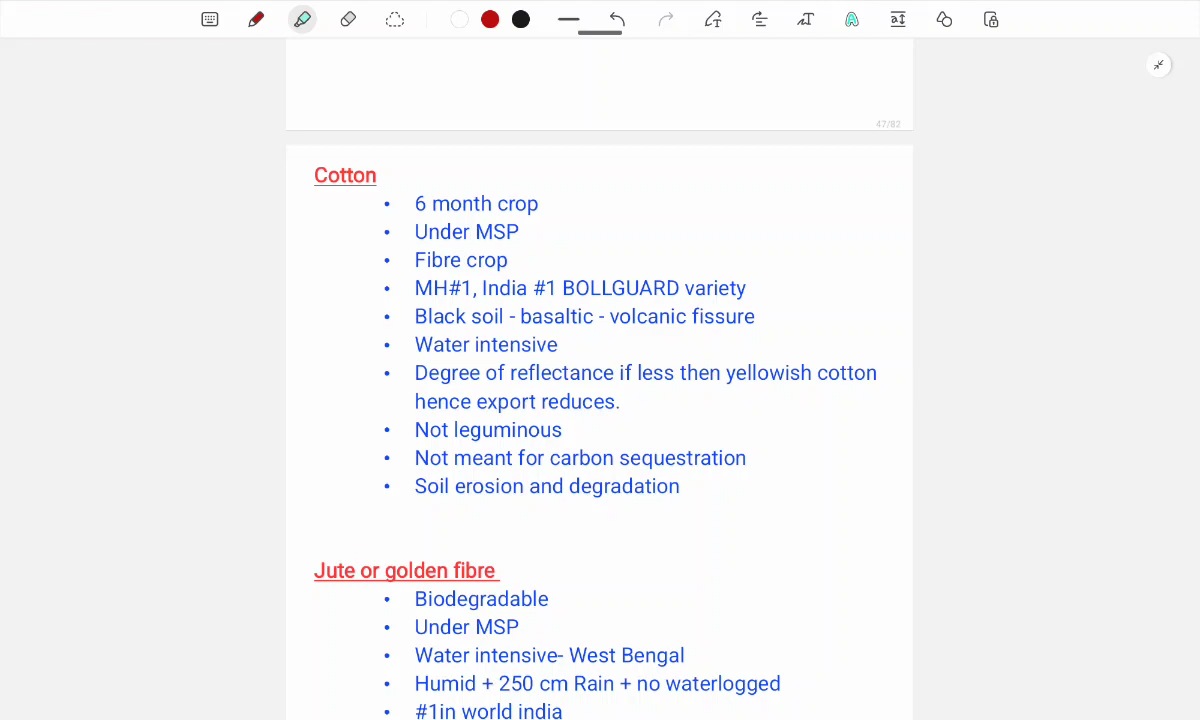 47/82
Cotton
• 6 month crop
• Under MSP
• Fibre crop
• MH#1, India #1 BOLLGUARD variety
• Black soil - basaltic - volcanic fissure
• Water intensive
• Degree of reflectance if less then yellowish cotton
hence export reduces.
• Not leguminous
• Not meant for carbon sequestration
• Soil erosion and degradation
Jute or golden fibre
• Biodegradable
• Under MSP
• Water intensive- West Bengal
• Humid + 250 cm Rain + no waterlogged
• #1in world india